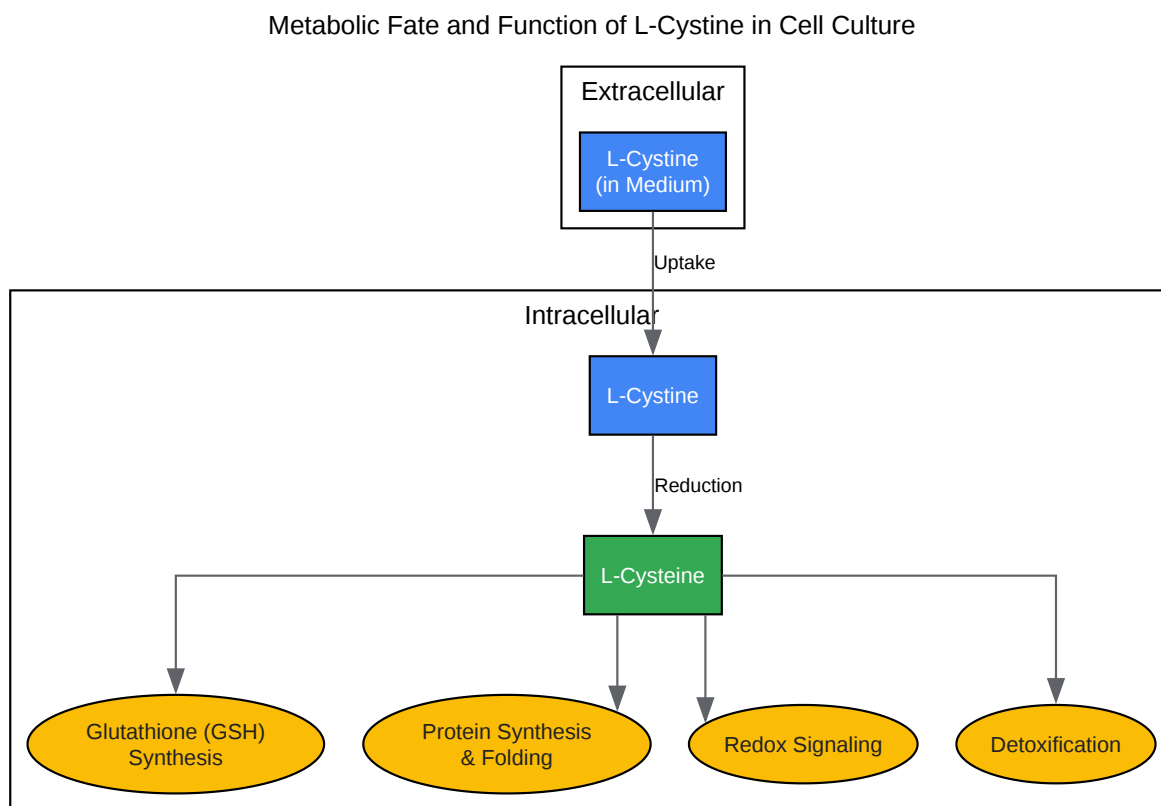 Metabolic Fate and Function of L-Cystine in Cell Culture
Extracellular
L-Cystine
(in Medium)
Uptake
Intracellular
L-Cystine
Reduction
L-Cysteine
Glutathione (GSH)
Synthesis
Protein Synthesis
& Folding
Redox Signaling
Detoxification